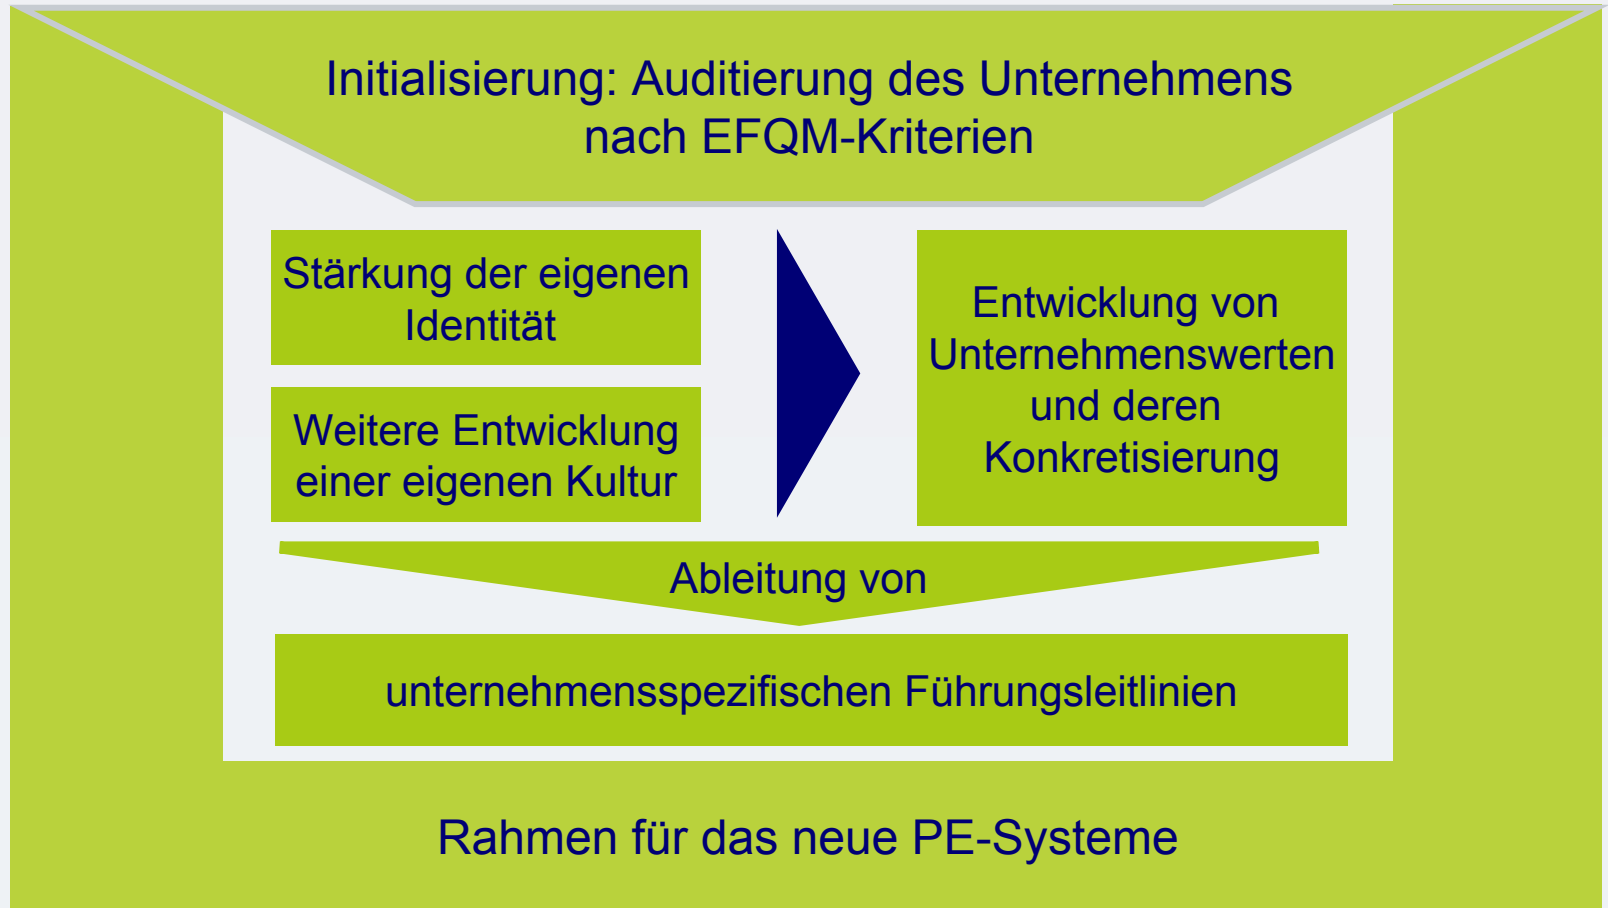 Initialisierung: Auditierung des Unternehmens
nach EFQM-Kriterien
Stärkung der eigenen
Identität
Weitere Entwicklung
einer eigenen Kultur
Entwicklung von
Unternehmenswerten
und deren
Konkretisierung
Ableitung von
unternehmensspezifischen Führungsleitlinien
Rahmen für das neue PE-Systeme